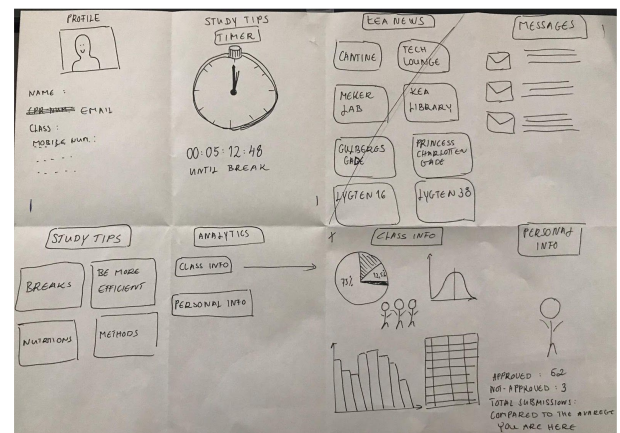 PROFILE
NAME :
EMAIL
CLASS :
MOBILE NUM. :
STUDY TIPS
TIMER
00:05:12:48
UNTIL BREAK
KEA NEWS
CANTINE
TECH
LOUNGE
MEKER
LAB
KEA
LIBRARY
GULBERGS
GADE
PRINCESS
CHARLOTTEN
GADE
LYGTEN 16
LYGTEN 38
MESSAGES
STUDY TIPS
BREAKS
BE MORE
EFFICIENT
NUTRITIONS
METHODS
ANALYTICS
CLASS INFO
PERSONAL INFO
CLASS INFO
75%
12,5
PERSONAL
INFO
APPROVED : 62
NOT-APPROVED : 3
TOTAL SUBMISSIONS:
COMPARED TO THE AVAREGE
YOU ARE HERE